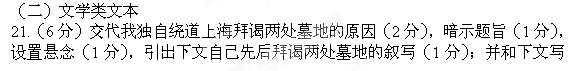 （二）文学类文本
21.（6分）交代我独自绕道上海拜谒两处墓地的原因（2分），暗示题旨（1分），
设置悬念（1分），引出下文自己先后拜谒两处墓地的叙写（1分）；并和下文写